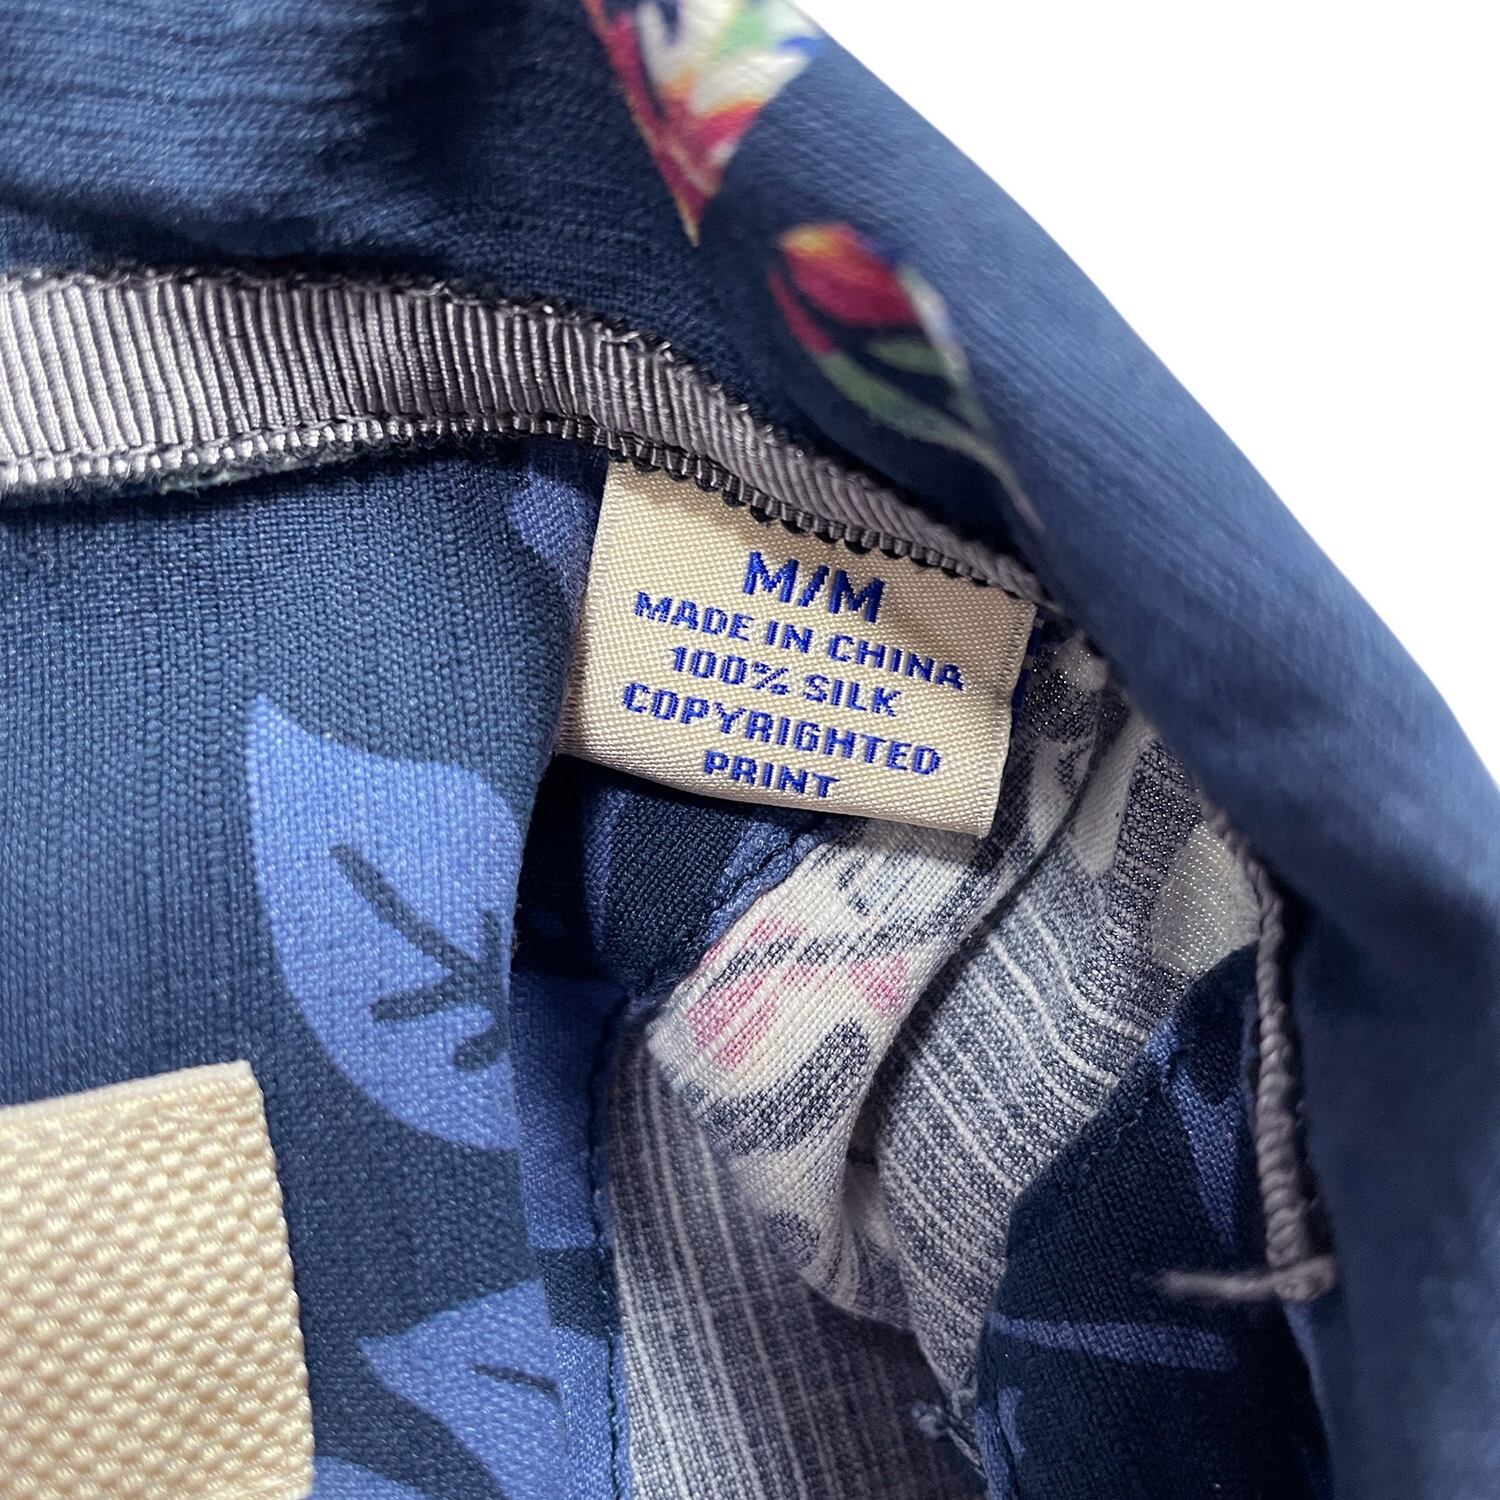 M/M
MADE IN CHINA
100% SILK
COPYRIGHTED
PRINT